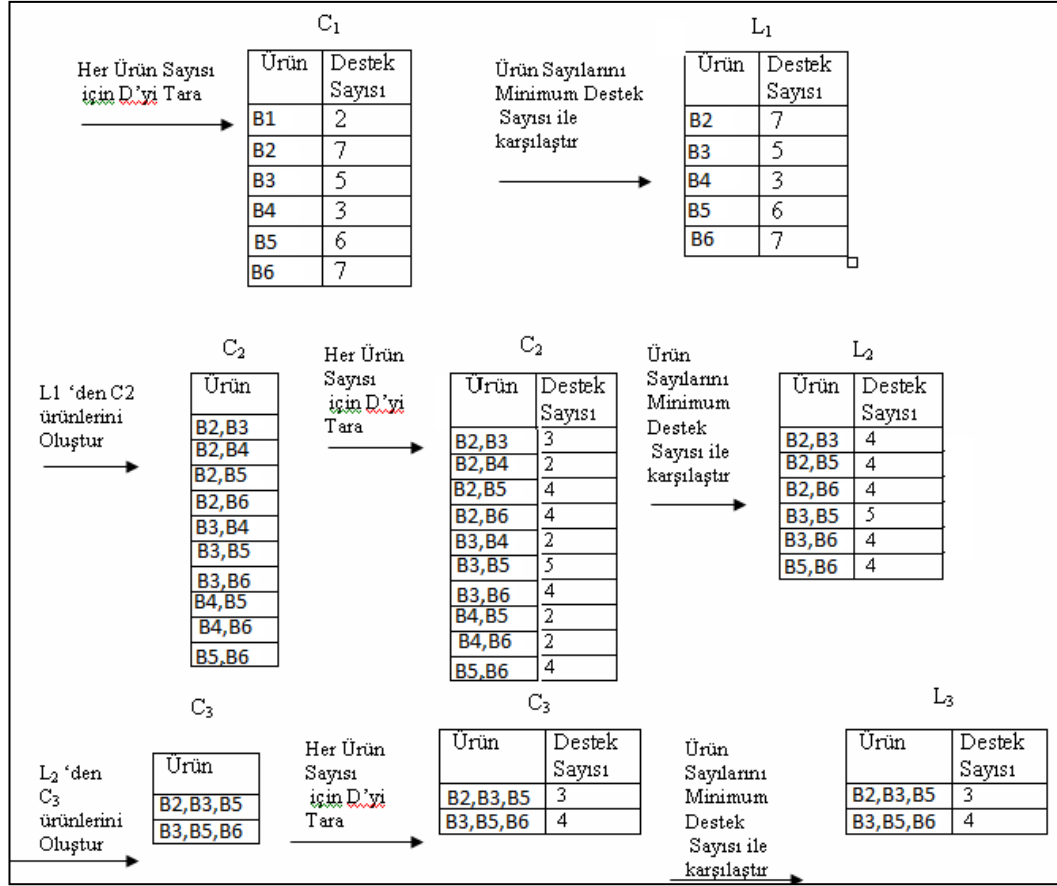 C1
L1
Her Ürün Sayısı
için D'yi Tara
Ürün Destek
Sayısı
B1 2
B2 7
B3 5
B4 3
B5 6
B6 7
Ürün Sayılarını
Minimum Destek
Sayısı ile
karşılaştır
Ürün Destek
Sayısı
B2 7
B3 5
B4 3
B5 6
B6 7
L1 'den C2
ürünlerini
Oluştur
C2
Ürün
B2,B3
B2,B4
B2,B5
B2,B6
B3,B4
B3,B5
B3,B6
B4,B5
B4,B6
B5,B6
Her Ürün
Sayısı
için D'yi
Tara
C2
Ürün Destek
Sayısı
B2,B3 3
B2,B4 2
B2,B5 4
B2,B6 4
B3,B4 2
B3,B5 5
B3,B6 4
B4,B5 2
B4,B6 2
B5,B6 4
Ürün
Sayılarını
Minimum
Destek
Sayısı ile
karşılaştır
L2
Ürün Destek
Sayısı
B2,B3 4
B2,B5 4
B2,B6 4
B3,B5 5
B3,B6 4
B5,B6 4
L2 'den
C3
ürünlerini
Oluştur
C3
Ürün
B2,B3,B5
B3,B5,B6
Her Ürün
Sayısı
için D'yi
Tara
C3
Ürün Destek
Sayısı
B2,B3,B5 3
B3,B5,B6 4
Ürün
Sayılarını
Minimum
Destek
Sayısı ile
karşılaştır
L3
Ürün Destek
Sayısı
B2,B3,B5 3
B3,B5,B6 4